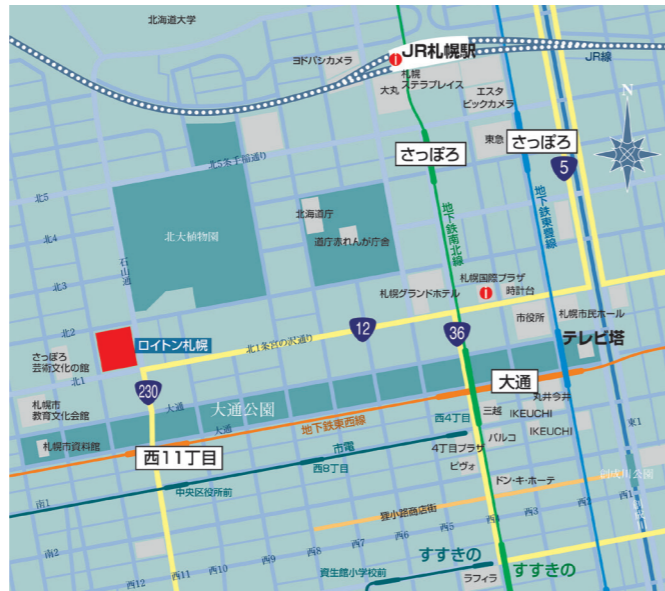 北海道大学
JR札幌駅
ヨドバシカメラ
JR線
札幌
ステラプレイス
大丸
エスタ
ビックカメラ
N
東急
さっぽろ
さっぽろ
5
北5条手稲通り
北5
北4
北3
北2
北1
石山通
北大植物園
北海道庁
道庁赤れんが庁舎
地下鉄南北線
地下鉄東豊線
札幌国際プラザ
札幌グランドホテル
時計台
市役所
札幌市民ホール
テレビ塔
12
36
北1条宮の沢通り
ロイトン札幌
さっぽろ
芸術文化の館
230
札幌市
教育文化会館
札幌市資料館
大通
大通公園
大通
地下鉄東西線
大通
西11丁目
西4丁目
三越
丸井今井
IKEUCHI
IKEUCHI
パルコ
4丁目プラザ
ピヴォ
東1
市電
西8丁目
中央区役所前
南1
南2
ドン・キ・ホーテ
創成川公園
狸小路商店街
西1
西2
西3
西4
西5
西6
西7
西8
西9
西10
西11
西12
すすきの
すすきの
資生館小学校前
ラフィラ